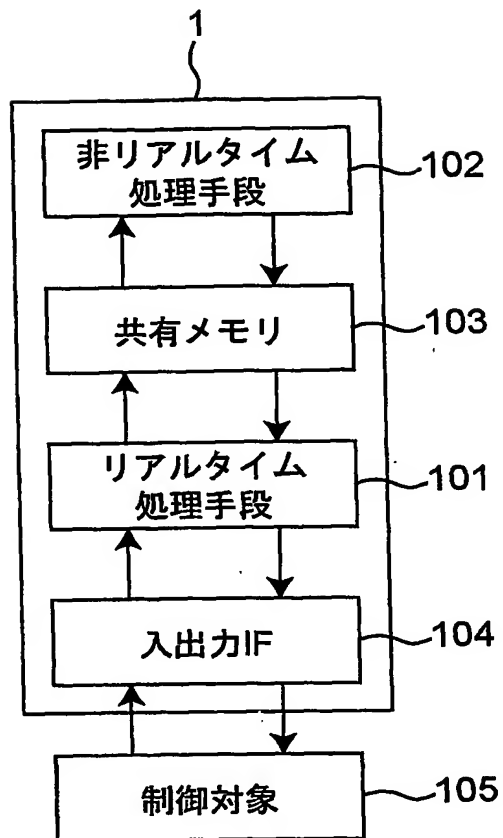 1
非リアルタイム
処理手段
102
共有メモリ
103
リアルタイム
処理手段
101
入出力IF
104
制御対象
105